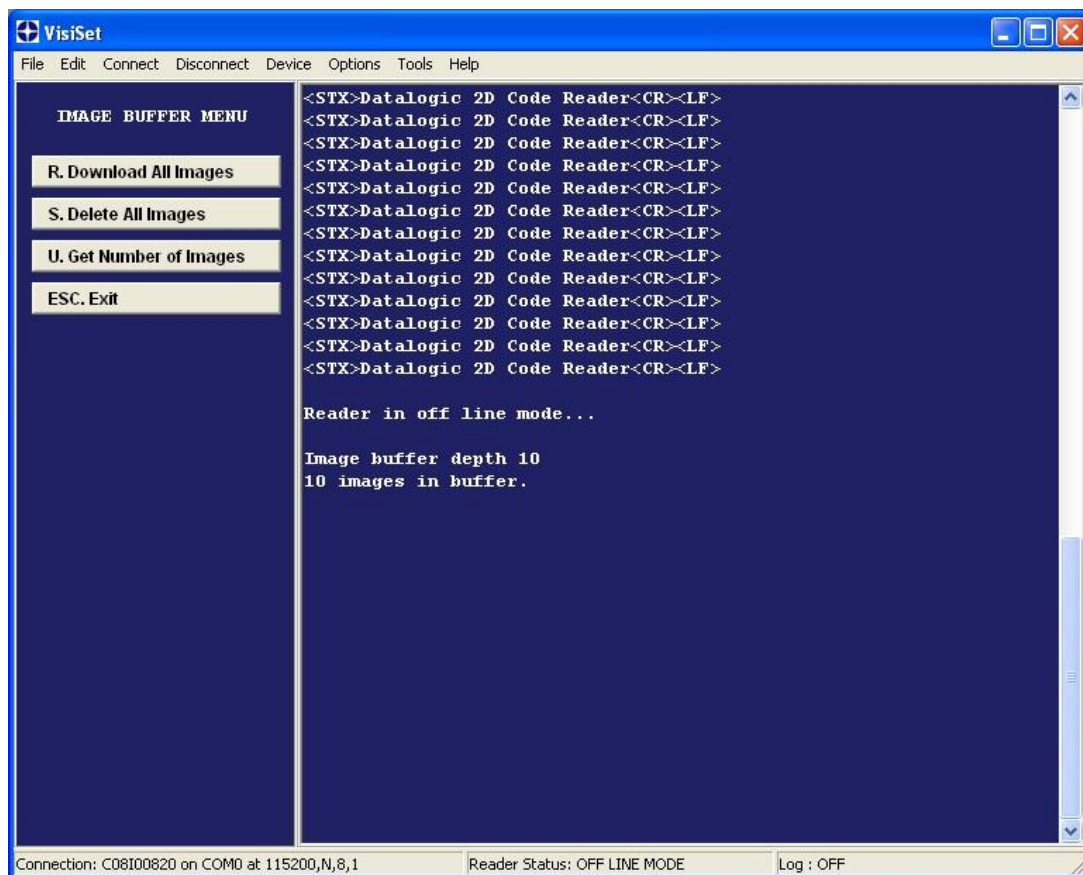 VisiSet
File Edit Connect Disconnect Device Options Tools Help
IMAGE BUFFER MENU
R. Download All Images
S. Delete All Images
U. Get Number of Images
ESC. Exit
<STX>Datalogic 2D Code Reader<CR><LF>
<STX>Datalogic 2D Code Reader<CR><LF>
<STX>Datalogic 2D Code Reader<CR><LF>
<STX>Datalogic 2D Code Reader<CR><LF>
<STX>Datalogic 2D Code Reader<CR><LF>
<STX>Datalogic 2D Code Reader<CR><LF>
<STX>Datalogic 2D Code Reader<CR><LF>
<STX>Datalogic 2D Code Reader<CR><LF>
<STX>Datalogic 2D Code Reader<CR><LF>
<STX>Datalogic 2D Code Reader<CR><LF>
<STX>Datalogic 2D Code Reader<CR><LF>
<STX>Datalogic 2D Code Reader<CR><LF>
<STX>Datalogic 2D Code Reader<CR><LF>
Reader in off line mode...
Image buffer depth 10
10 images in buffer.
Connection: C08I00820 on COM0 at 115200,N,8,1
Reader Status: OFF LINE MODE
Log : OFF